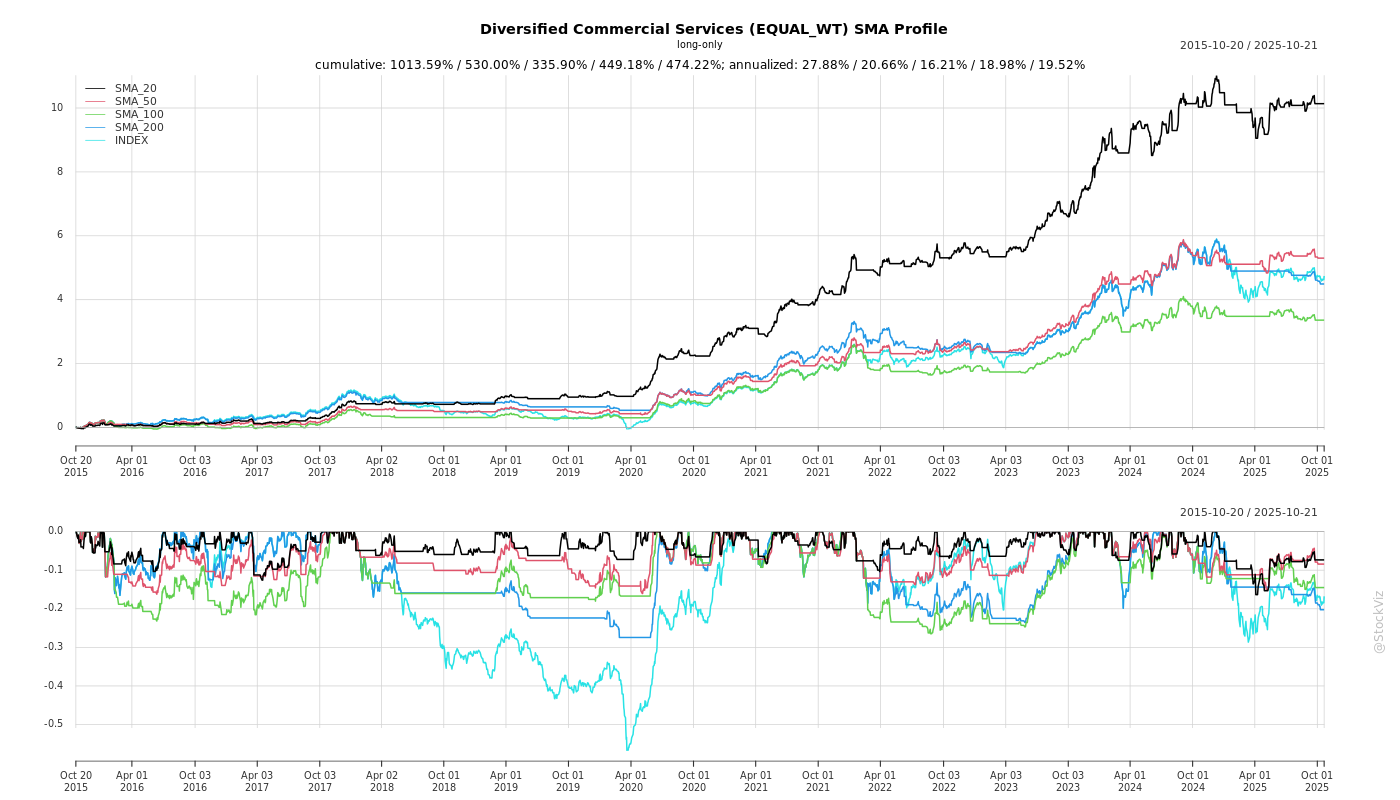 Diversified Commercial Services (EQUAL_WT) SMA Profile
long-only
2015-10-20 / 2025-10-21
cumulative: 1013.59% / 530.00% / 335.90% / 449.18% / 474.22%; annualized: 27.88% / 20.66% / 16.21% / 18.98% / 19.52%
SMA_20
SMA_50
SMA_100
SMA_200
INDEX
10
8
6
4
2
0
Oct 20 Apr 01 Oct 03 Apr 03 Oct 03 Apr 02 Oct 01 Apr 01 Oct 01 Apr 01 Oct 01 Apr 01 Oct 01 Apr 01 Oct 03 Apr 03 Oct 03 Apr 01 Oct 01 Apr 01 Oct 01
2015 2016 2016 2017 2017 2018 2018 2019 2019 2020 2020 2021 2021 2022 2022 2023 2023 2024 2024 2025 2025
2015-10-20 / 2025-10-21
0.0
-0.1
-0.2
-0.3
-0.4
-0.5
Oct 20 Apr 01 Oct 03 Apr 03 Oct 03 Apr 02 Oct 01 Apr 01 Oct 01 Apr 01 Oct 01 Apr 01 Oct 01 Apr 01 Oct 03 Apr 03 Oct 03 Apr 01 Oct 01 Apr 01 Oct 01
2015 2016 2016 2017 2017 2018 2018 2019 2019 2020 2020 2021 2021 2022 2022 2023 2023 2024 2024 2025 2025
@StockViz